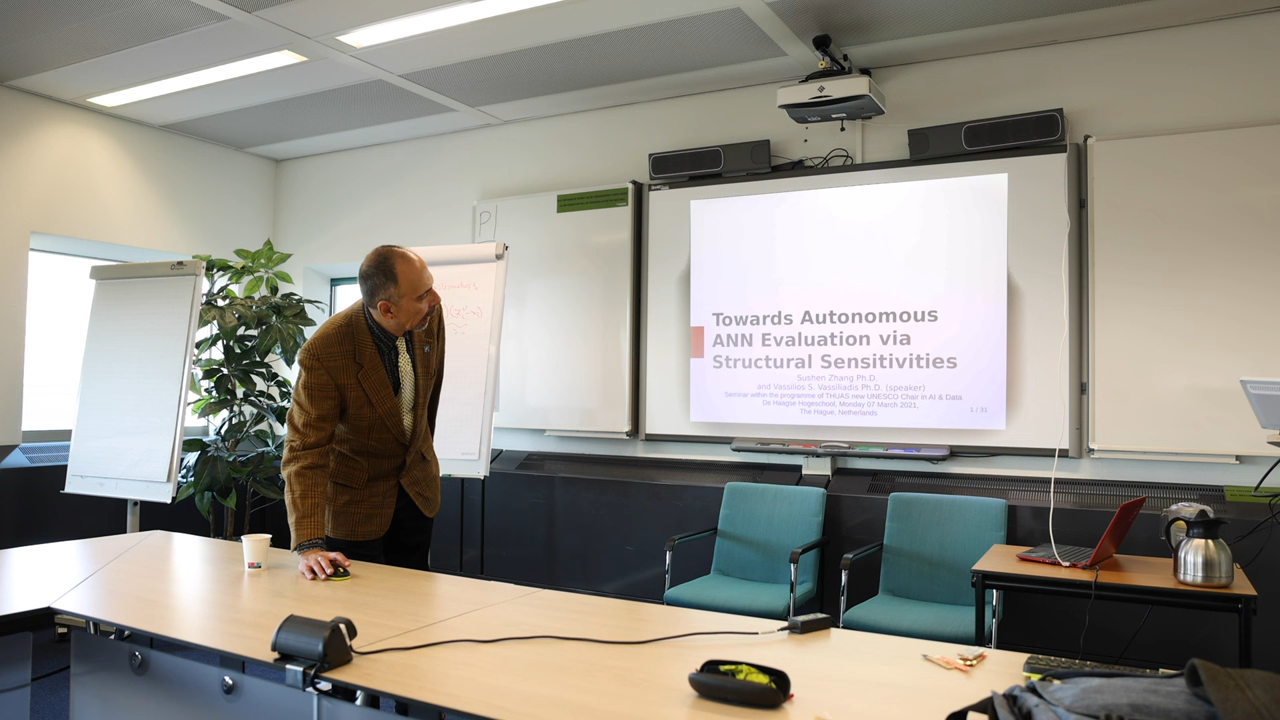 P
Towards Autonomous
ANN Evaluation via
Structural Sensitivities
Sushen Zhang Ph.D.
and Vassilios S. Vassiliadis Ph.D. (speaker)
Seminar within the programme of THUAS new UNESCO Chair in AI & Data
De Haagse Hogeschool, Monday 07 March 2021,
The Hague, Netherlands
1 / 31